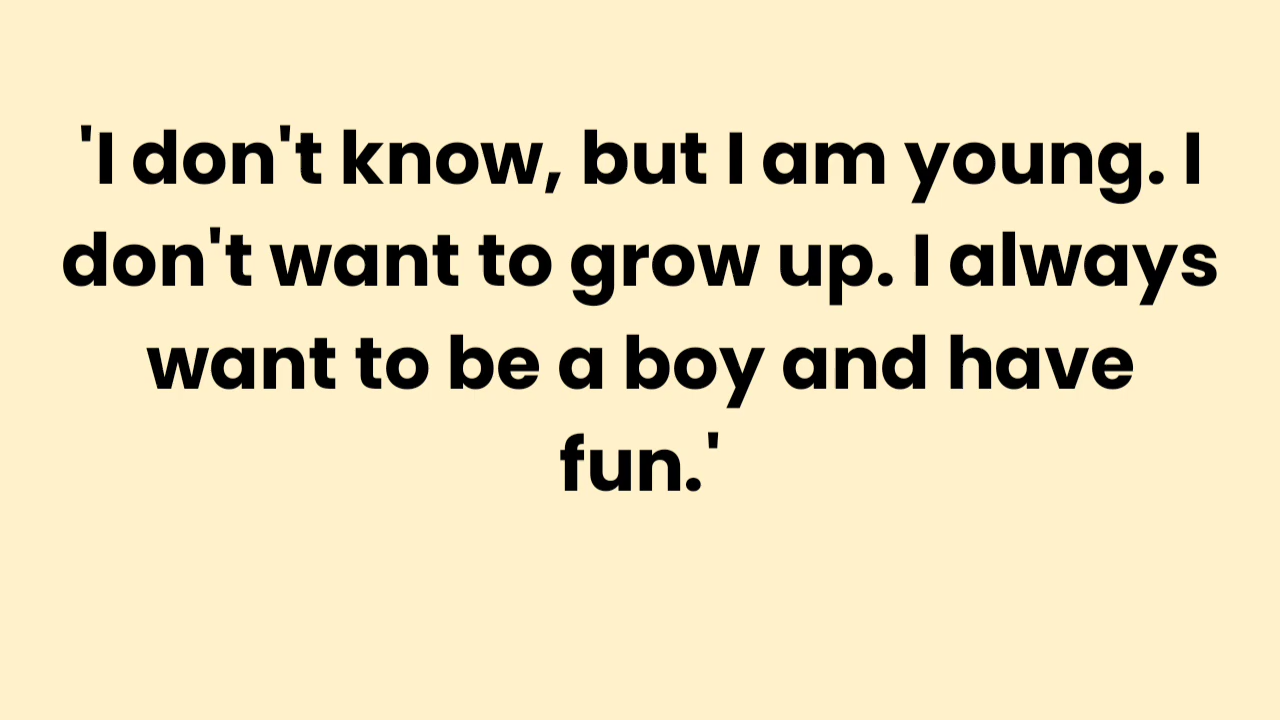 'I don't know, but I am young. I
don't want to grow up. I always
want to be a boy and have
fun.'